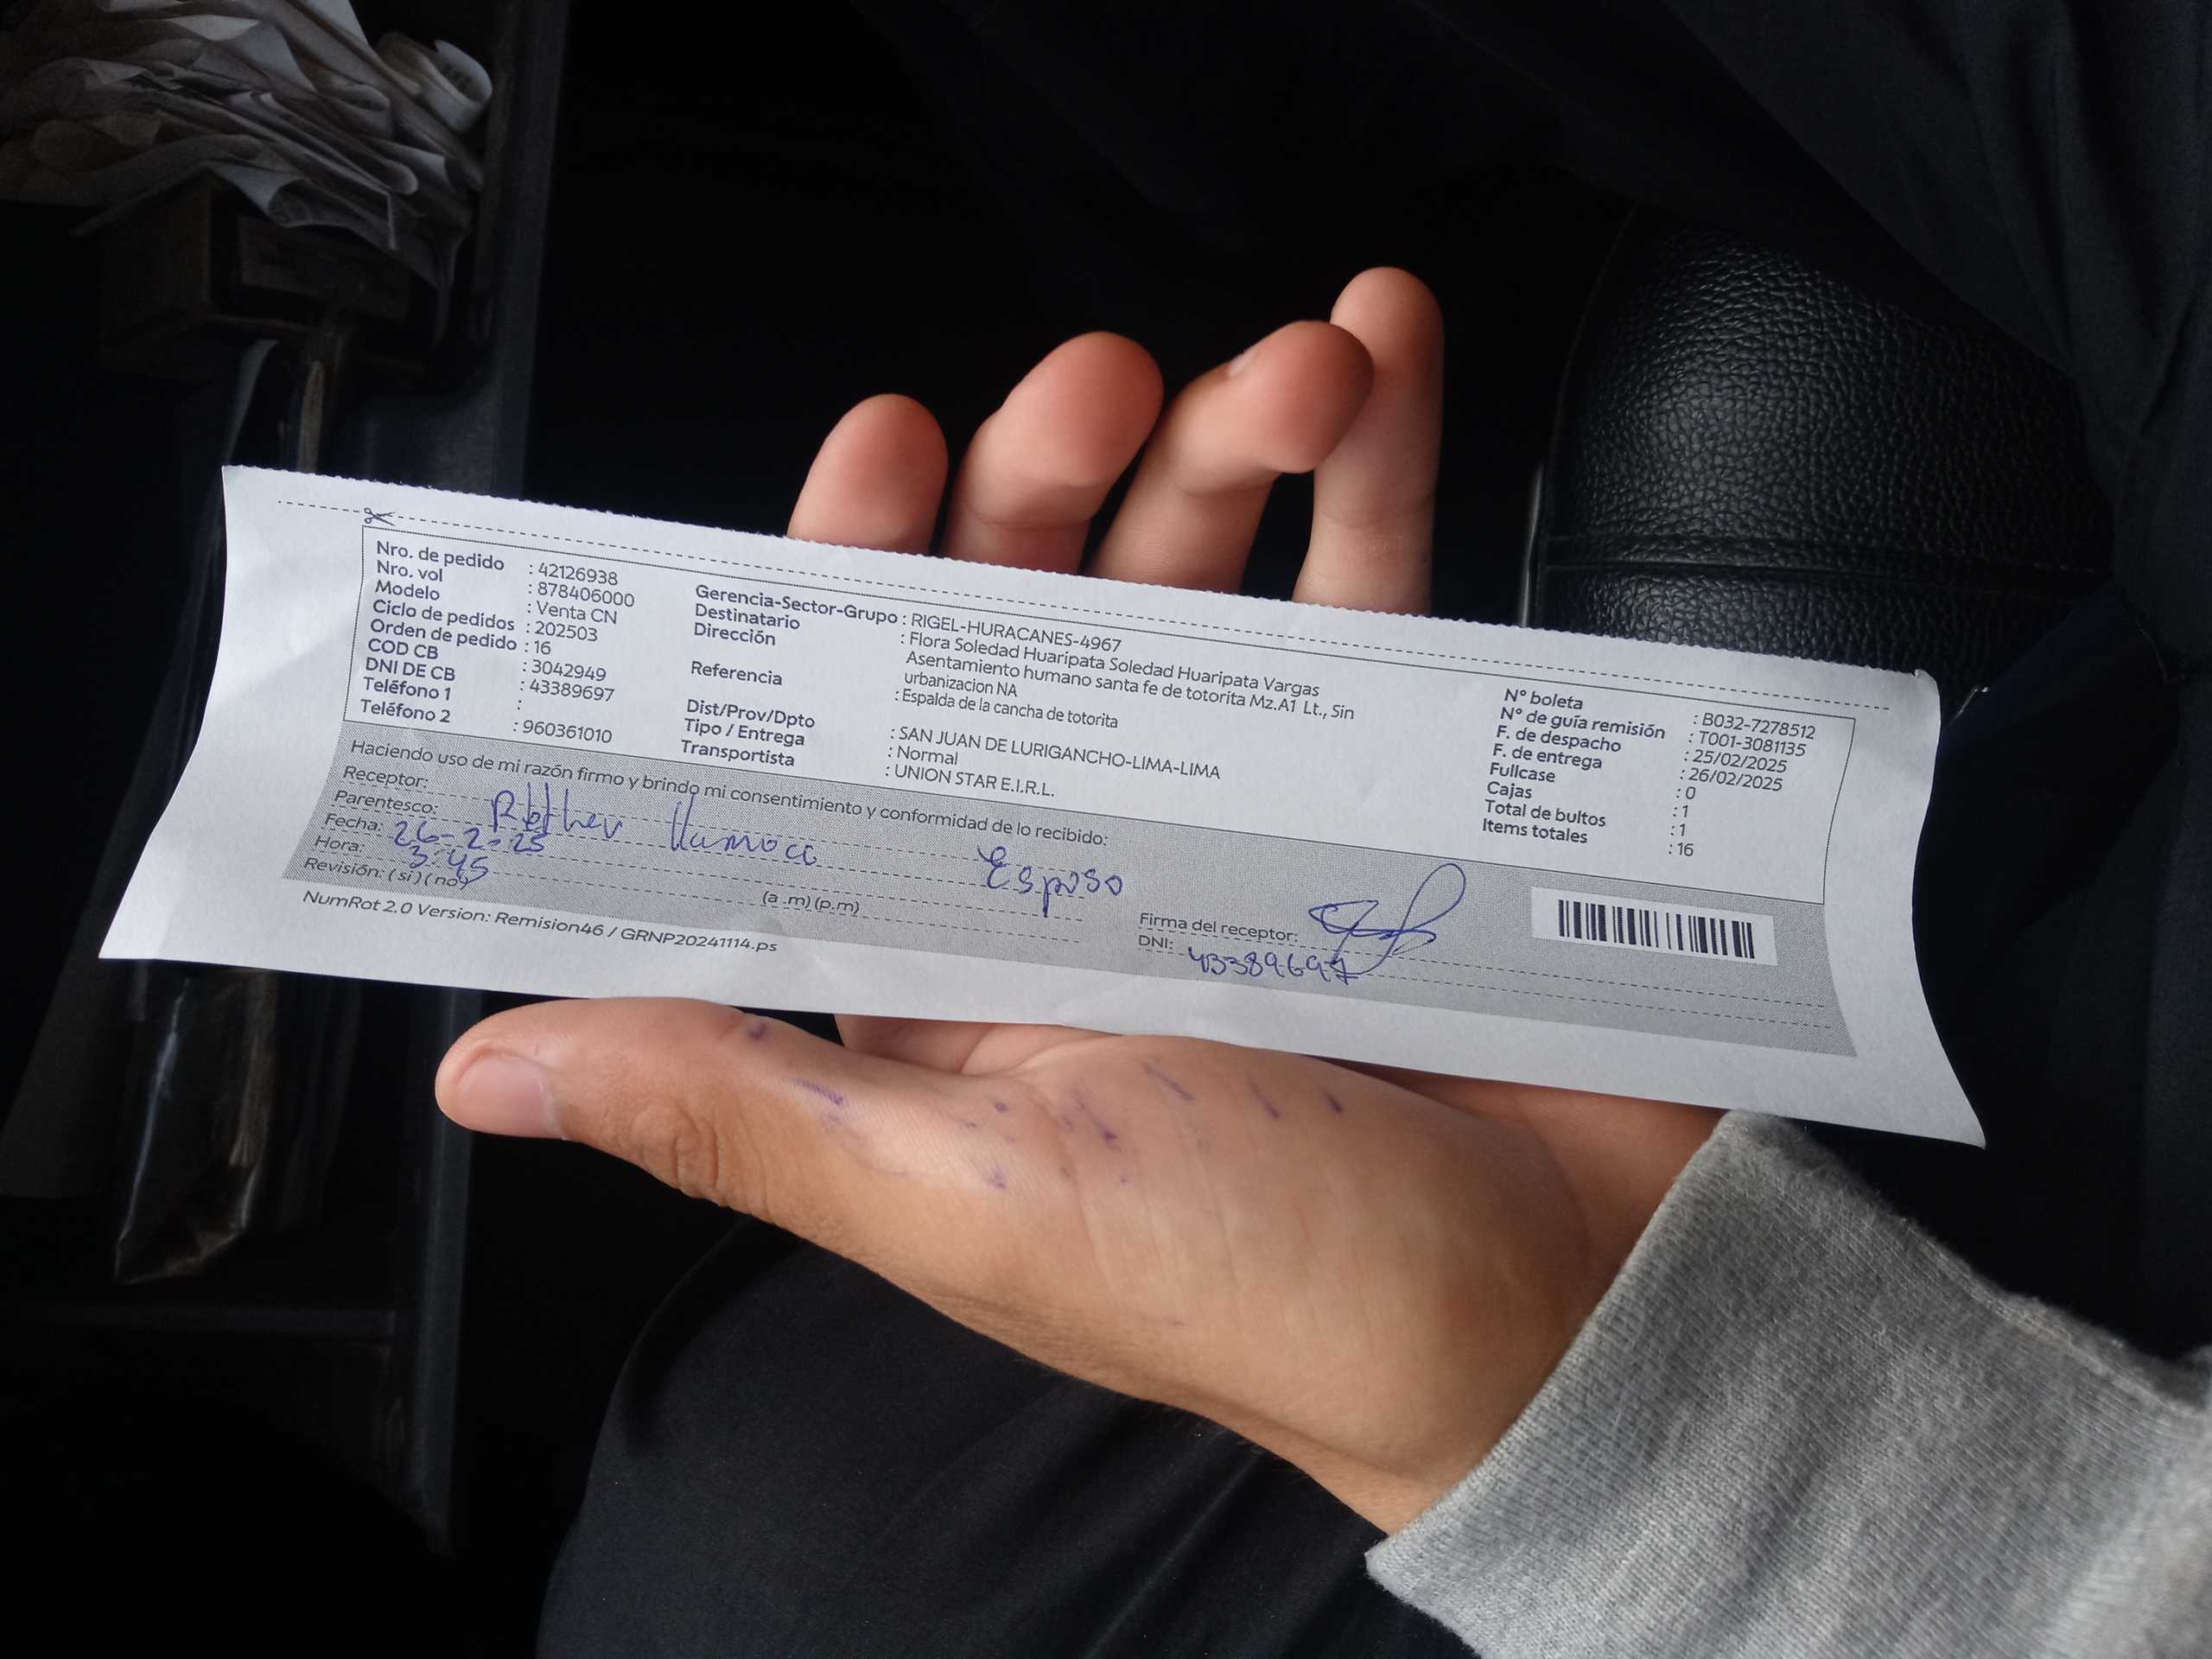 Nro. de pedido : 42126938
Nro. vol : 878406000
Modelo : Venta CN
Ciclo de pedidos : 202503
Orden de pedido : 16
COD CB : 3042949
DNI DE CB : 43389697
Teléfono 1 :
Teléfono 2 : 960361010
Gerencia-Sector-Grupo : RIGEL-HURACANES-4967
Destinatario : Flora Soledad Huaripata Soledad Huaripata Vargas
Dirección Asentamiento humano santa fe de totorita Mz.A1 Lt., Sin
urbanizacion NA
Referencia : Espalda de la cancha de totorita
Dist/Prov/Dpto : SAN JUAN DE LURIGANCHO-LIMA-LIMA
Tipo / Entrega : Normal
Transportista : UNION STAR E.I.R.L.
N° boleta : B032-7278512
N° de guía remisión : T001-3081135
F. de despacho : 25/02/2025
F. de entrega : 26/02/2025
Fullcase : 0
Cajas : 1
Total de bultos : 1
Items totales : 16
Haciendo uso de mi razón firmo y brindo mi consentimiento y conformidad de lo recibido:
Receptor:
Parentesco: Esposo
Fecha: 26-2-25
Hora: 3:45 (a .m) (p.m)
Revisión: ( si ) ( no )
Firma del receptor:
DNI: 43389697
NumRot 2.0 Version: Remision46 / GRNP20241114.ps